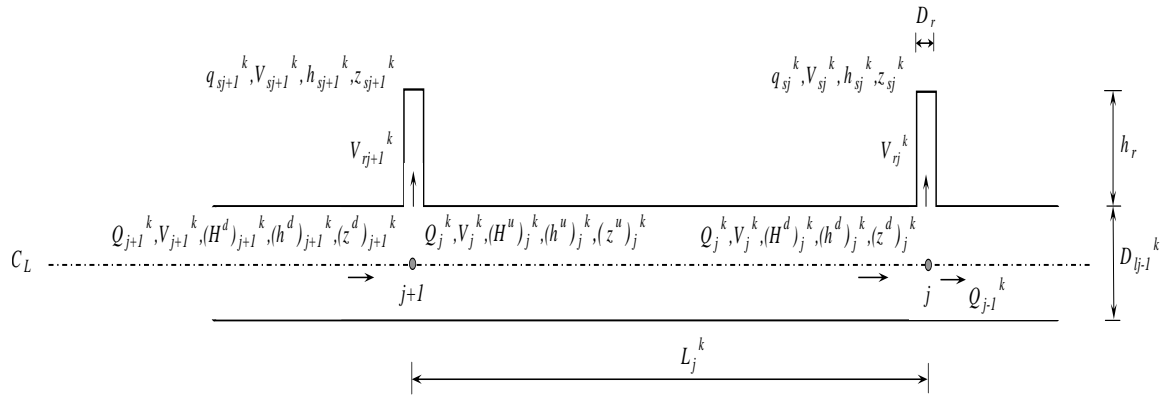 D_r
q_{sj+1}^k,V_{sj+1}^k,h_{sj+1}^k,z_{sj+1}^k
q_{sj}^k,V_{sj}^k,h_{sj}^k,z_{sj}^k
V_{rj+1}^k
V_{rj}^k
h_r
Q_{j+1}^k,V_{j+1}^k,(H^d)_{j+1}^k,(h^d)_{j+1}^k,(z^d)_{j+1}^k
Q_j^k,V_j^k,(H^u)_j^k,(h^u)_j^k,(z^u)_j^k
Q_j^k,V_j^k,(H^d)_j^k,(h^d)_j^k,(z^d)_j^k
C_L
D_{lj-1}^k
j+1
j
Q_{j-1}^k
L_j^k